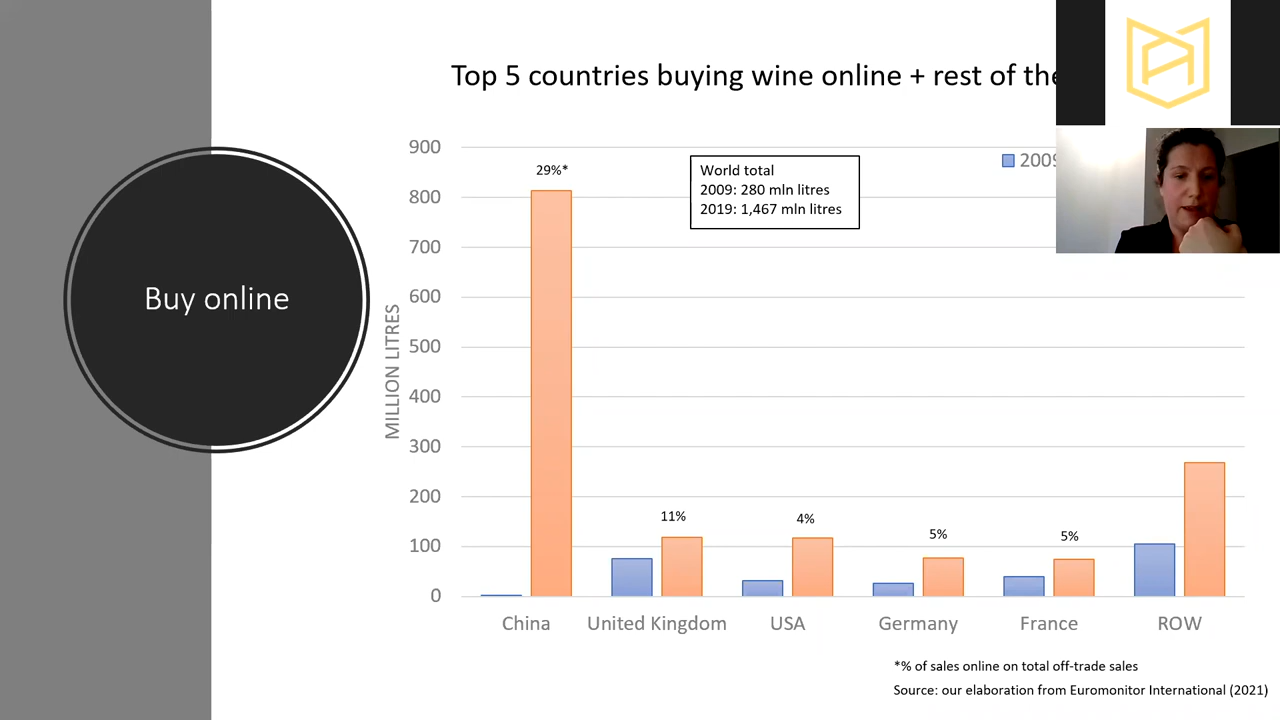 Top 5 countries buying wine online + rest of the
Buy online
MILLION LITRES
900
800
700
600
500
400
300
200
100
0
29%*
11%
4%
5%
5%
World total
2009: 280 mln litres
2019: 1,467 mln litres
2009
China
United Kingdom
USA
Germany
France
ROW
*% of sales online on total off-trade sales
Source: our elaboration from Euromonitor International (2021)